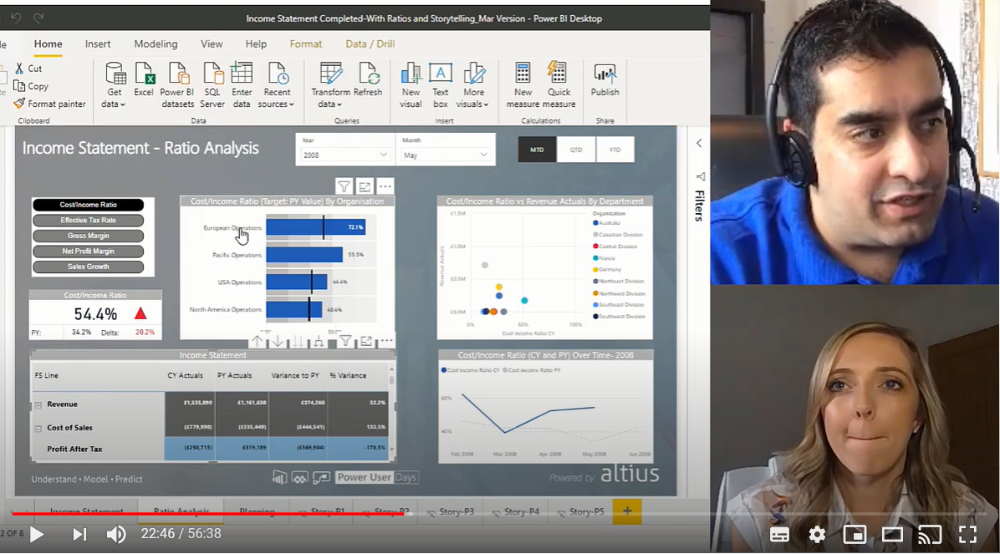 Income Statement Completed-With Ratios and Storytelling_Mar Version - Power BI Desktop
Home Insert Modeling View Help Format Data / Drill
Cut
Copy
Format painter
Clipboard
Get data
Excel
Power BI datasets
SQL Server
Enter data
Recent sources
Data
Transform data
Refresh
Queries
New visual
Text box
More visuals
Insert
New measure
Quick measure
Calculations
Publish
Share
Income Statement - Ratio Analysis
Year
2008
Month
May
MTD QTD YTD
Filters
Cost/Income Ratio
Effective Tax Rate
Gross Margin
Net Profit Margin
Sales Growth
Cost/Income Ratio
54.4%
PY: 34.2% Delta: 20.2%
Cost/Income Ratio (Target: PY Value) By Organisation
European Operations 72.1%
Pacific Operations 55.5%
USA Operations 44.4%
North America Operations 40.4%
Cost/Income Ratio vs Revenue Actuals By Department
£1.5M
£1.0M
£0.5M
£0.0M
Revenue Actuals
0% 50% 100%
Cost Income Ratio CY
Organization
Australia
Canadian Division
Central Division
France
Germany
Northeast Division
Northwest Division
Southeast Division
Southwest Division
Income Statement
FS Line CY Actuals PY Actuals Variance to PY % Variance
Revenue £1,535,890 £1,161,630 £374,260 32.2%
Cost of Sales (£779,990) (£335,449) (£444,541) 132.5%
Profit After Tax (£250,715) £319,189 (£569,904) -178.5%
Cost/Income Ratio (CY and PY) Over Time- 2008
Cost Income Ratio CY Cost Income Ratio PY
60%
40%
Feb 2008 Mar 2008 Apr 2008 May 2008 Jun 2008
Understand • Model • Predict
Power User Days
Powered by altius
Income Statement Ratio Analysis Planning Story-P1 Story-P2 Story-P3 Story-P4 Story-P5 +
2 OF 8
22:46 / 56:38